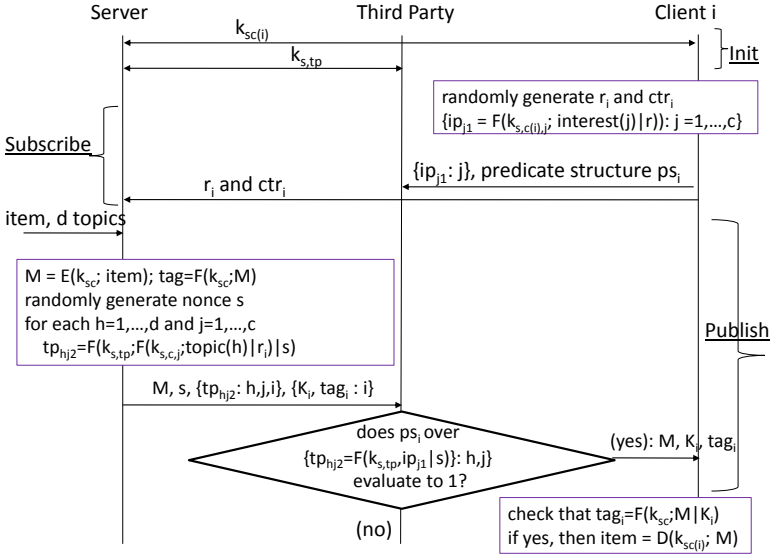 Server Third Party Client i
k_sc(i)
Init
k_s,tp
randomly generate r_i and ctr_i
{ip_j1 = F(k_s,c(i),j; interest(j)|r)): j =1,…,c}
Subscribe
{ip_j1: j}, predicate structure ps_i
r_i and ctr_i
item, d topics
M = E(k_sc; item); tag=F(k_sc;M)
randomly generate nonce s
for each h=1,…,d and j=1,…,c
tp_hj2=F(k_s,tp;F(k_s,c,j;topic(h)|r_i)|s)
Publish
M, s, {tp_hj2: h,j,i}, {K_i, tag_i : i}
does ps_i over
{tp_hj2=F(k_s,tp,ip_j1|s)}: h,j}
evaluate to 1?
(yes): M, K_i, tag_i
(no)
check that tag_i=F(k_sc;M|K_i)
if yes, then item = D(k_sc(i); M)